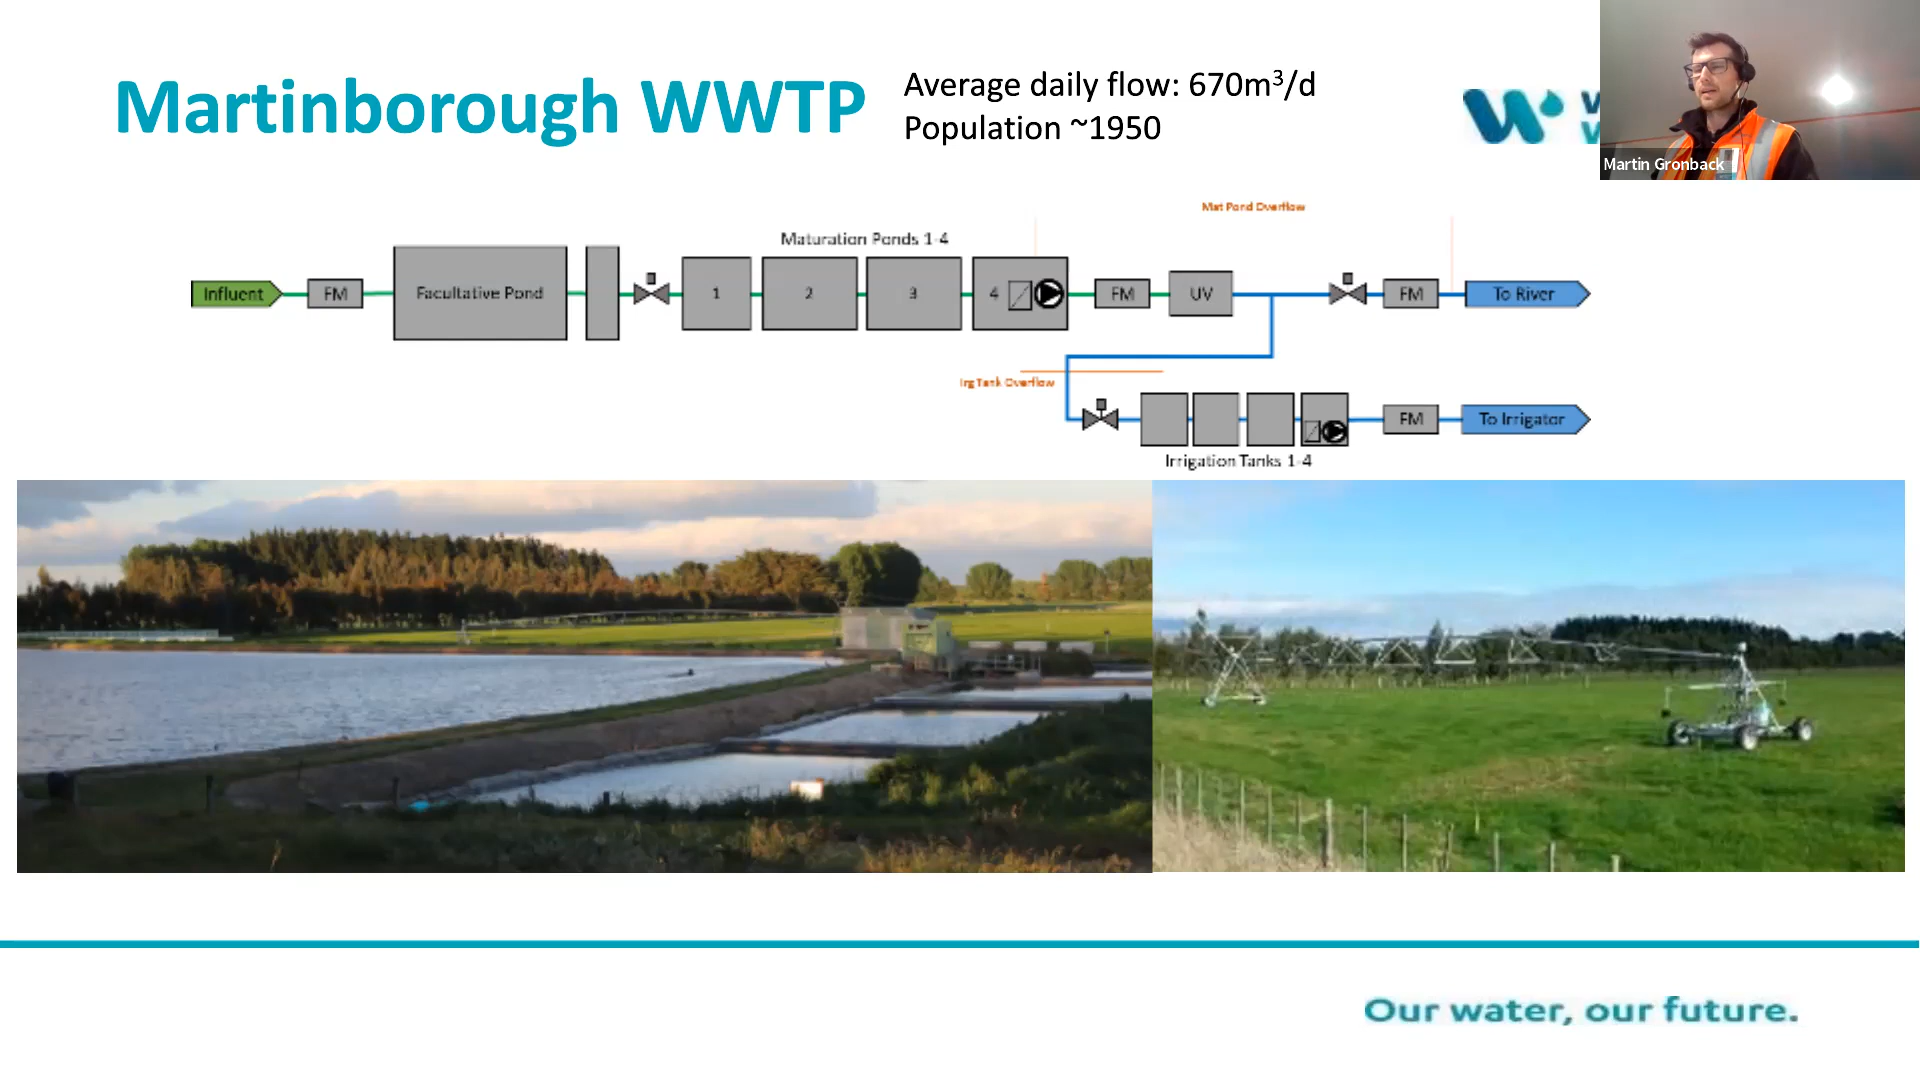 Martinborough WWTP
Average daily flow: 670m³/d
Population ~1950
Martin Gronback
Mat Pond Overflow
Maturation Ponds 1-4
Influent
FM
Facultative Pond
1
2
3
4
FM
UV
FM
To River
Irg Tank Overflow
FM
To Irrigator
Irrigation Tanks 1-4
Our water, our future.